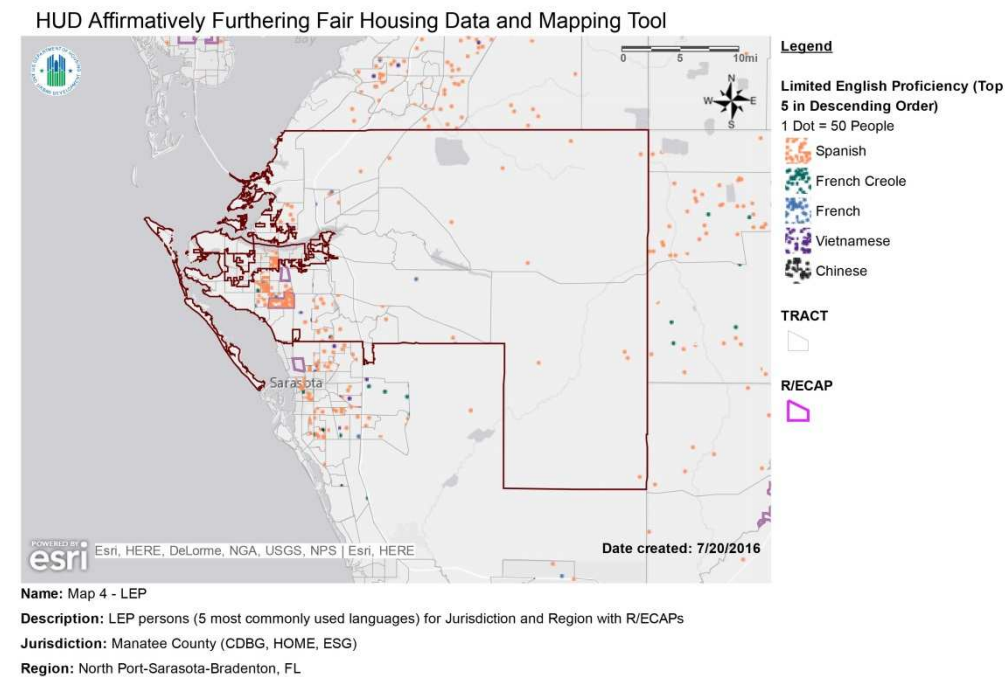 HUD Affirmatively Furthering Fair Housing Data and Mapping Tool
0 5 10mi
N
W E
S
Sarasota
POWERED BY
esri
Esri, HERE, DeLorme, NGA, USGS, NPS | Esri, HERE
Date created: 7/20/2016
Legend
Limited English Proficiency (Top
5 in Descending Order)
1 Dot = 50 People
Spanish
French Creole
French
Vietnamese
Chinese
TRACT
R/ECAP
Name: Map 4 - LEP
Description: LEP persons (5 most commonly used languages) for Jurisdiction and Region with R/ECAPs
Jurisdiction: Manatee County (CDBG, HOME, ESG)
Region: North Port-Sarasota-Bradenton, FL